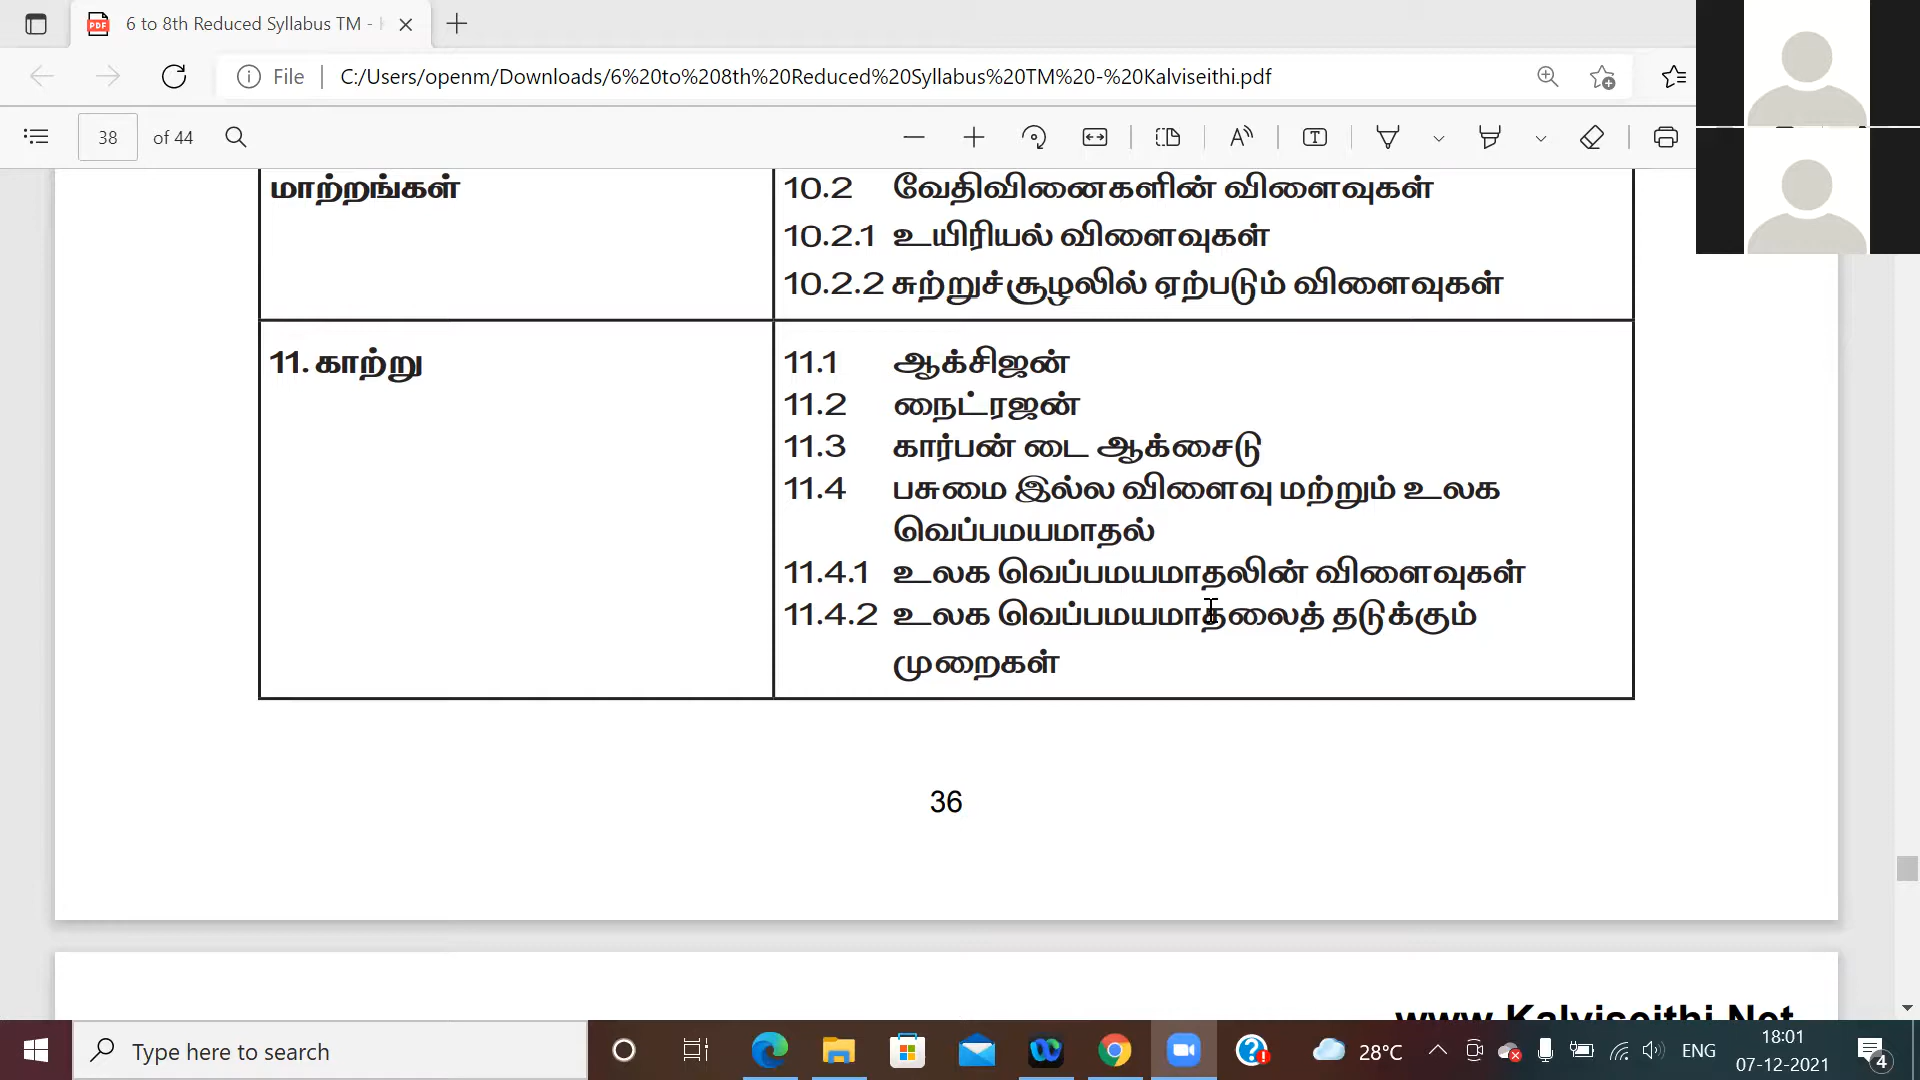 6 to 8th Reduced Syllabus TM -
File
C:/Users/openm/Downloads/6%20to%208th%20Reduced%20Syllabus%20TM%20-%20Kalviseithi.pdf
38 of 44
மாற்றங்கள்
10.2 வேதிவினைகளின் விளைவுகள்
10.2.1 உயிரியல் விளைவுகள்
10.2.2 சுற்றுச்சூழலில் ஏற்படும் விளைவுகள்
11. காற்று
11.1 ஆக்சிஜன்
11.2 நைட்ரஜன்
11.3 கார்பன் டை ஆக்சைடு
11.4 பசுமை இல்ல விளைவு மற்றும் உலக
வெப்பமயமாதல்
11.4.1 உலக வெப்பமயமாதலின் விளைவுகள்
11.4.2 உலக வெப்பமயமாதலைத் தடுக்கும்
முறைகள்
36
www.Kalviseithi.Net
Type here to search
28°C
ENG
18:01
07-12-2021
4